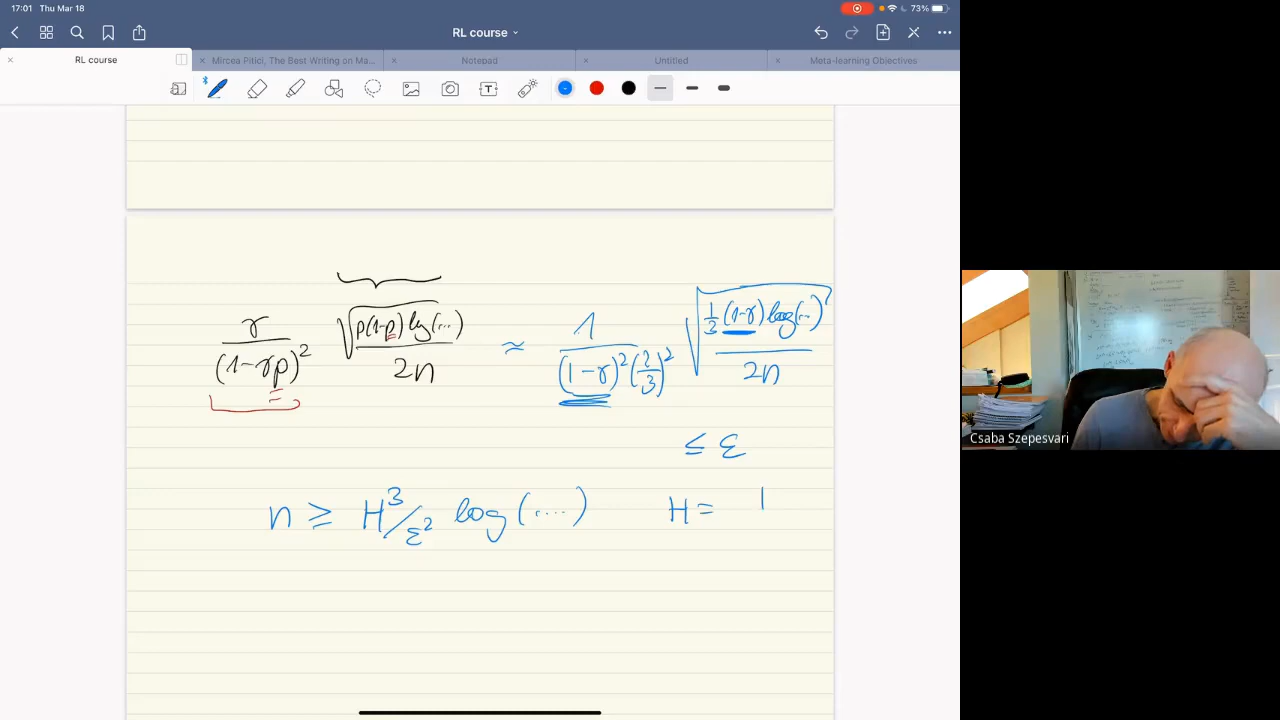 17:01 Thu Mar 18
73%
RL course
RL course
Mircea Pitici, The Best Writing on Ma...
Notepad
Untitled
Meta-learning Objectives
γ/(1-γp)² √(p(1-p) log(...)/2n) ≈ 1/((1-γ)²(2/3)²) √(1/3 (1-γ) log(...)/2n)
≤ ε
n ≥ H³/ε² log(....) H = 1
Csaba Szepesvari